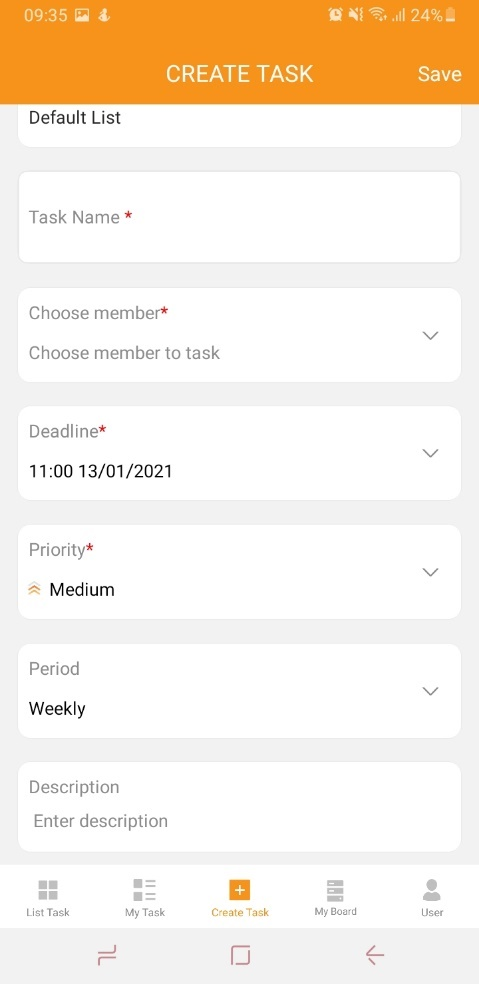 09:35
24%
CREATE TASK
Save
Default List
Task Name *
Choose member*
Choose member to task
Deadline*
11:00 13/01/2021
Priority*
Medium
Period
Weekly
Description
Enter description
List Task
My Task
Create Task
My Board
User